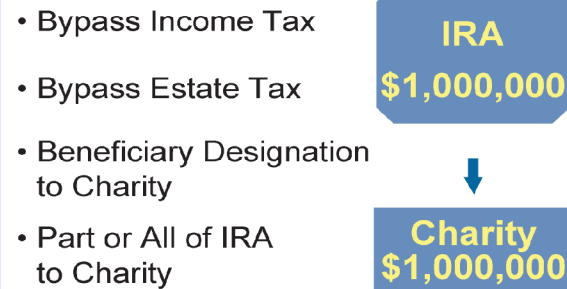 • Bypass Income Tax
• Bypass Estate Tax
• Beneficiary Designation
to Charity
• Part or All of IRA
to Charity
IRA
$1,000,000
Charity
$1,000,000